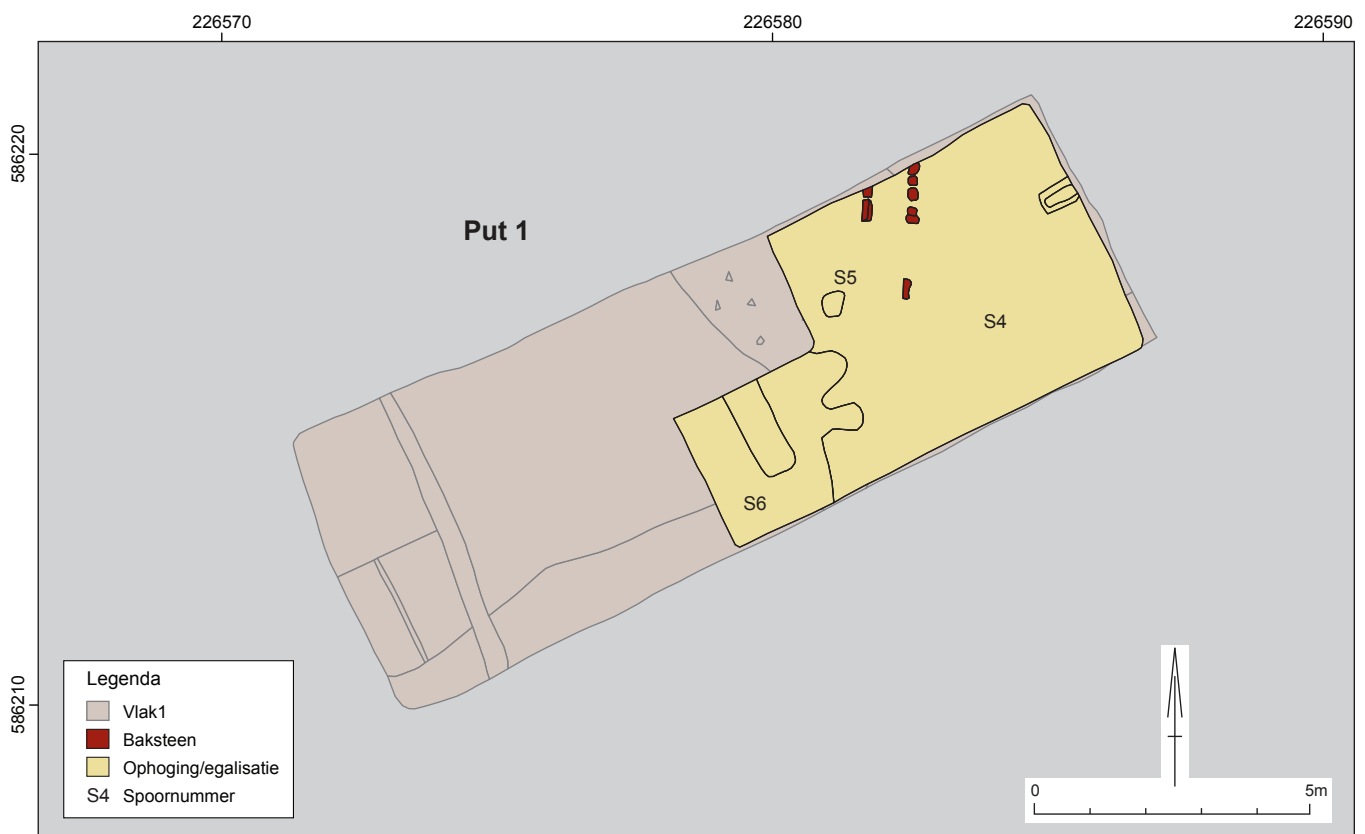 226570
226580
226590
586220
Put 1
S5
S4
S6
586210
Legenda
Vlak1
Baksteen
Ophoging/egalisatie
S4 Spoornummer
0 5m